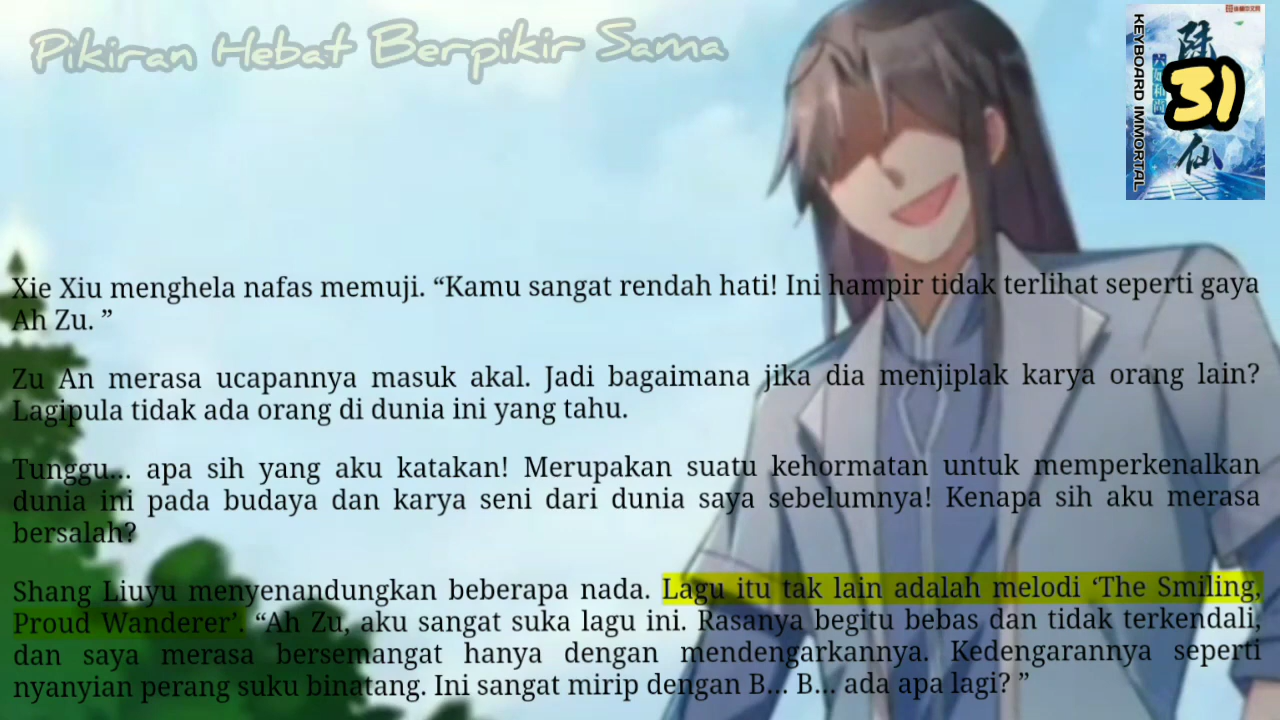 Pikiran Hebat Berpikir Sama
KEYBOARD IMMORTAL
31
仙
Xie Xiu menghela nafas memuji. “Kamu sangat rendah hati! Ini hampir tidak terlihat seperti gaya
Ah Zu. ”
Zu An merasa ucapannya masuk akal. Jadi bagaimana jika dia menjiplak karya orang lain?
Lagipula tidak ada orang di dunia ini yang tahu.
Tunggu… apa sih yang aku katakan! Merupakan suatu kehormatan untuk memperkenalkan
dunia ini pada budaya dan karya seni dari dunia saya sebelumnya! Kenapa sih aku merasa
bersalah?
Shang Liuyu menyenandungkan beberapa nada. Lagu itu tak lain adalah melodi ‘The Smiling,
Proud Wanderer’. “Ah Zu, aku sangat suka lagu ini. Rasanya begitu bebas dan tidak terkendali,
dan saya merasa bersemangat hanya dengan mendengarkannya. Kedengarannya seperti
nyanyian perang suku binatang. Ini sangat mirip dengan B… B… ada apa lagi? ”